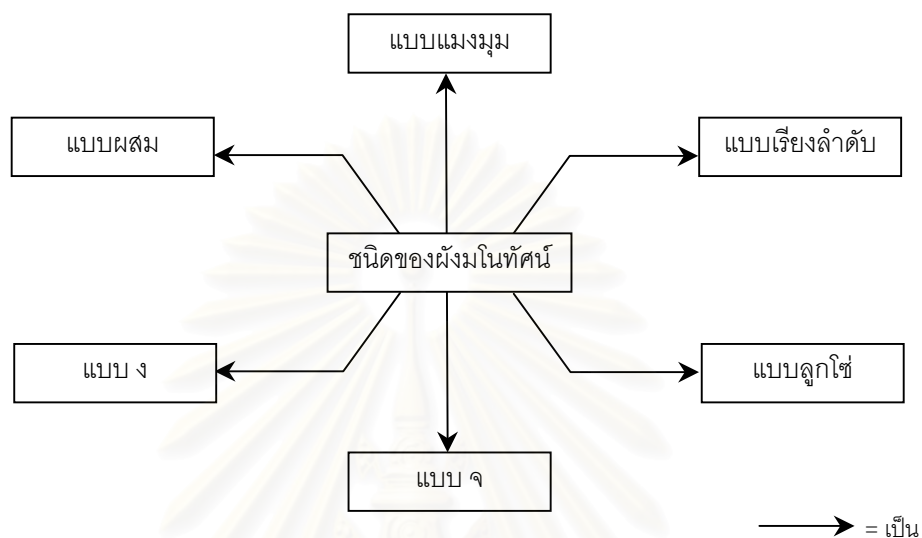 แบบแมงมุม
แบบผสม
แบบเรียงลำดับ
ชนิดของผังมโนทัศน์
แบบ ง
แบบลูกโซ่
แบบ จ
= เป็น